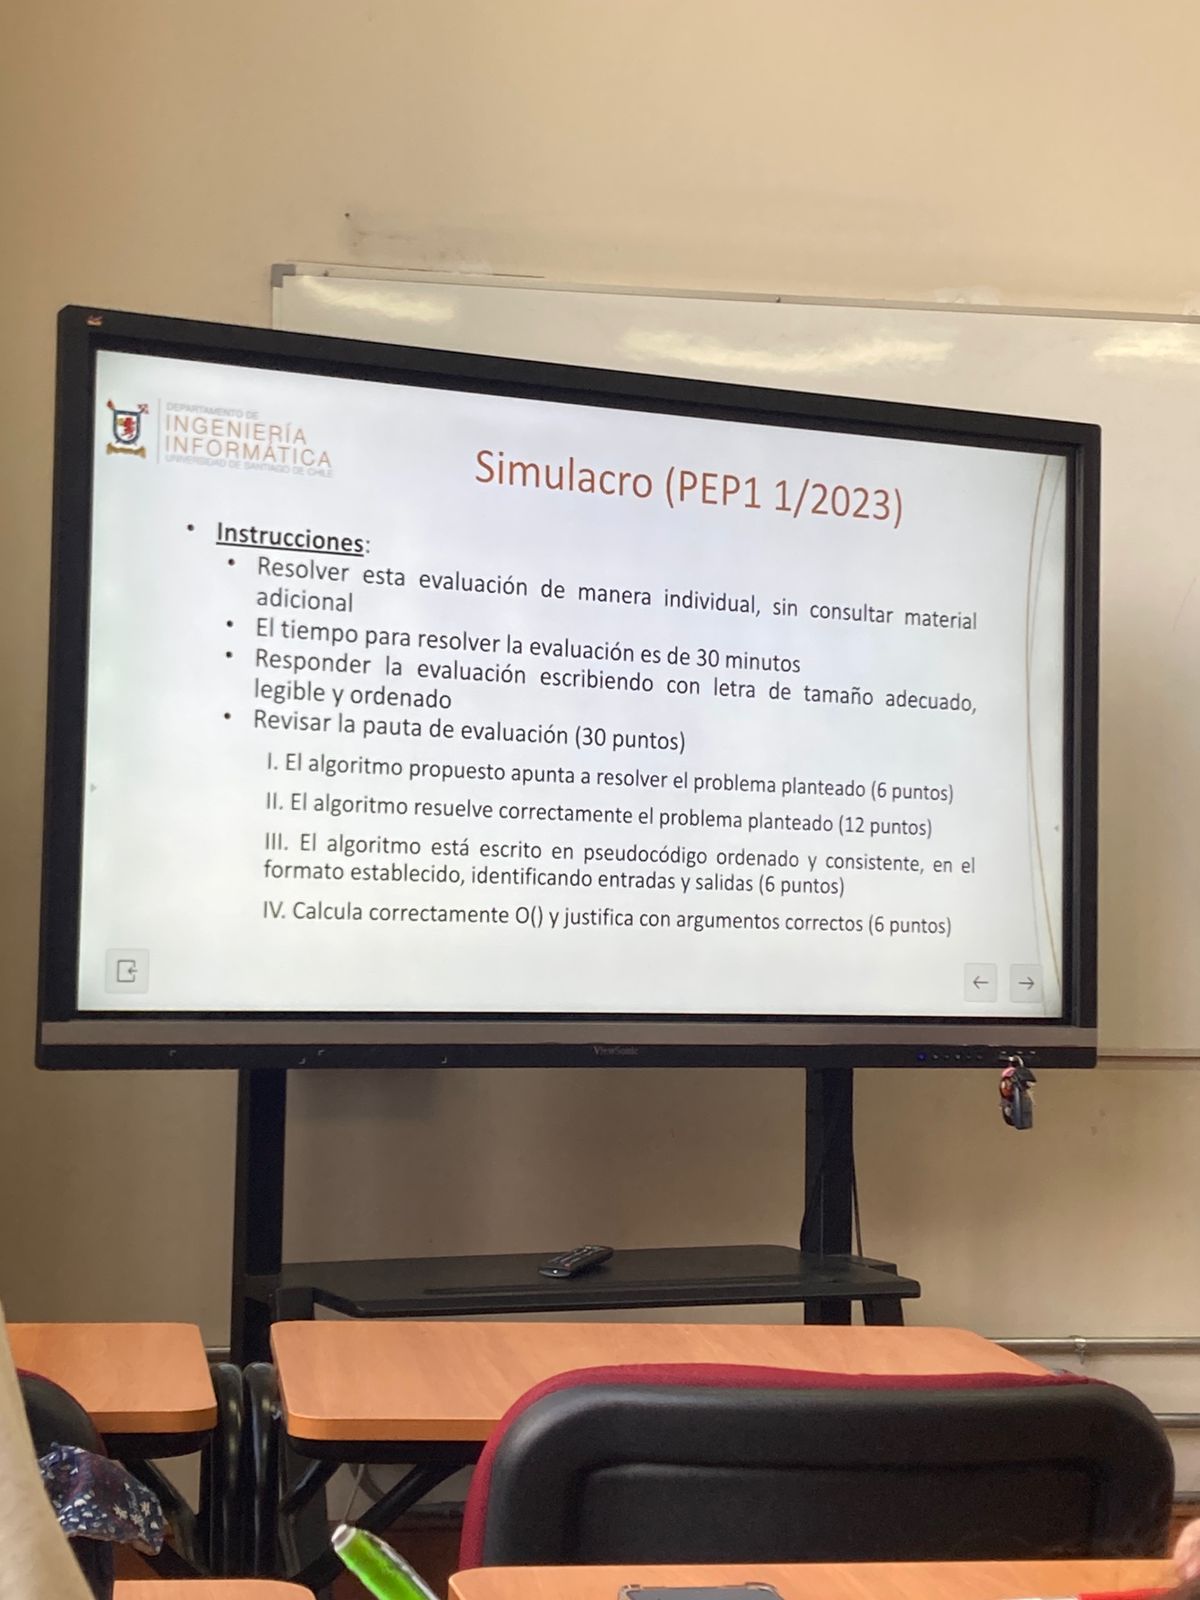 DEPARTAMENTO DE
INGENIERÍA
INFORMÁTICA
UNIVERSIDAD DE SANTIAGO DE CHILE
Simulacro (PEP1 1/2023)
• Instrucciones:
• Resolver esta evaluación de manera individual, sin consultar material
adicional
• El tiempo para resolver la evaluación es de 30 minutos
• Responder la evaluación escribiendo con letra de tamaño adecuado,
legible y ordenado
• Revisar la pauta de evaluación (30 puntos)
I. El algoritmo propuesto apunta a resolver el problema planteado (6 puntos)
II. El algoritmo resuelve correctamente el problema planteado (12 puntos)
III. El algoritmo está escrito en pseudocódigo ordenado y consistente, en el
formato establecido, identificando entradas y salidas (6 puntos)
IV. Calcula correctamente O() y justifica con argumentos correctos (6 puntos)
ViewSonic